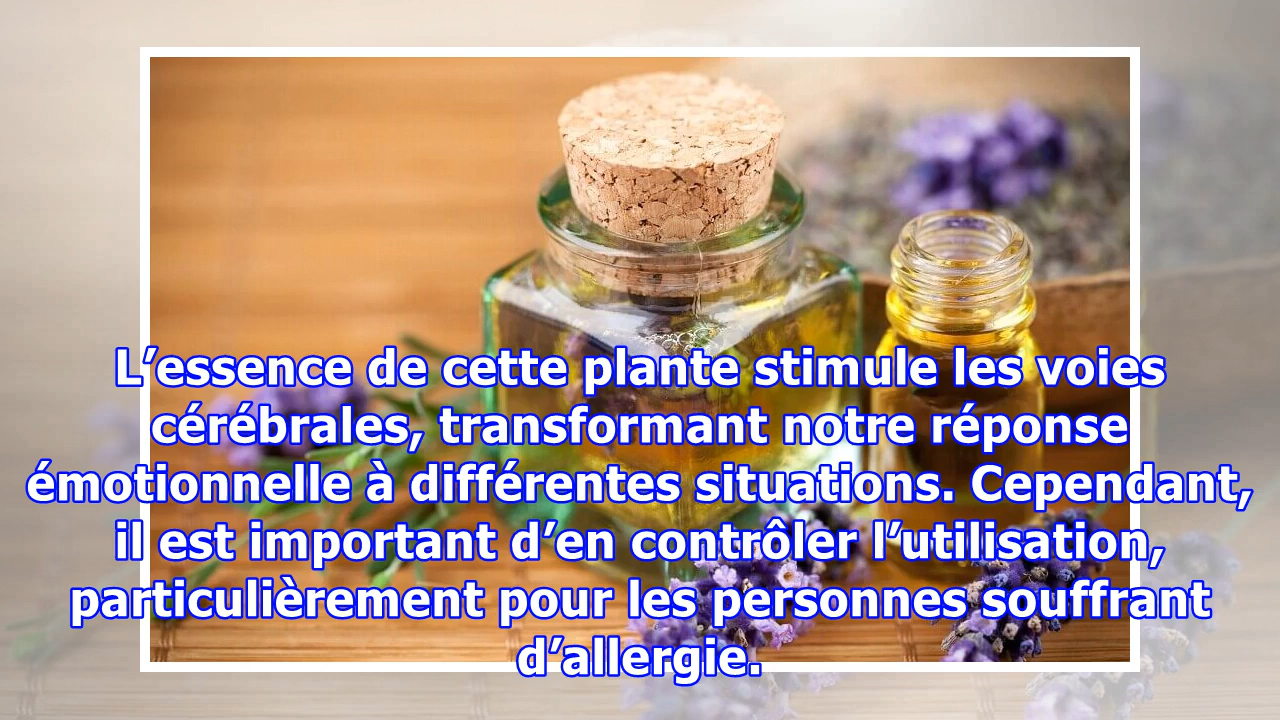 L’essence de cette plante stimule les voies
cérébrales, transformant notre réponse
émotionnelle à différentes situations. Cependant,
il est important d’en contrôler l’utilisation,
particulièrement pour les personnes souffrant
d’allergie.